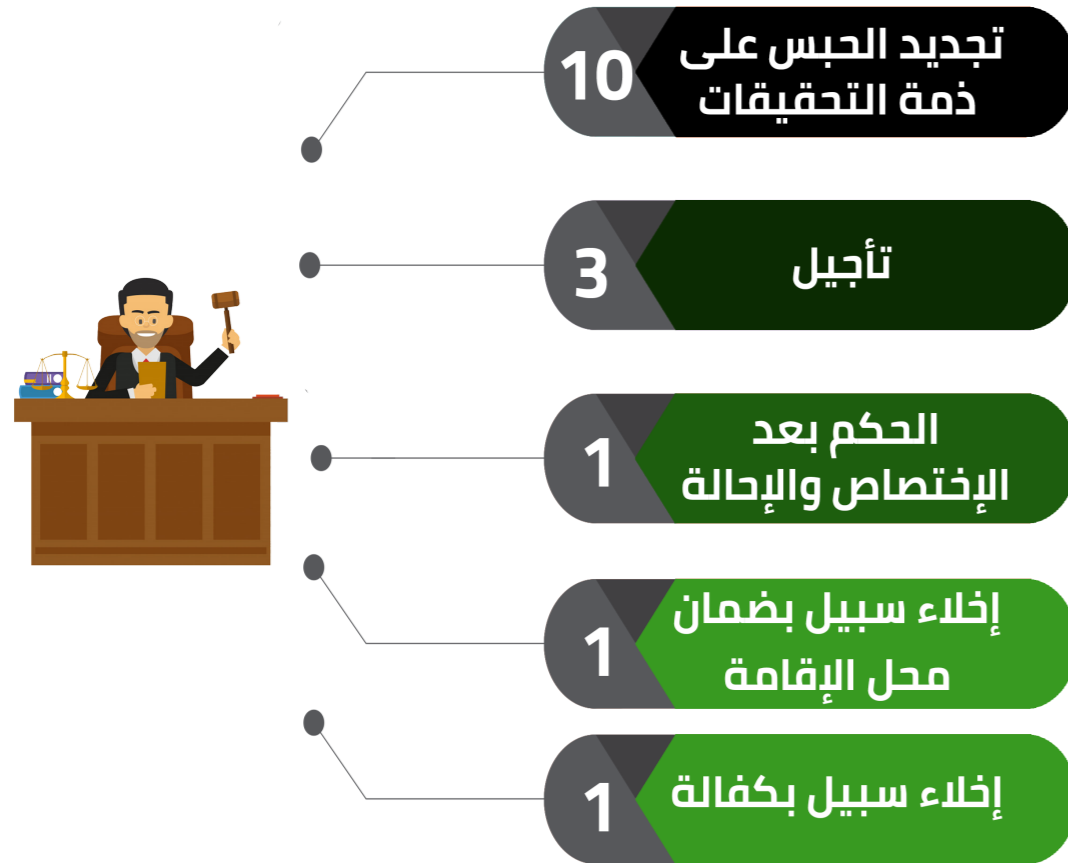 10
تجديد الحبس على
ذمة التحقيقات
3
تأجيل
1
الحكم بعد
الإختصاص والإحالة
1
إخلاء سبيل بضمان
محل الإقامة
1
إخلاء سبيل بكفالة